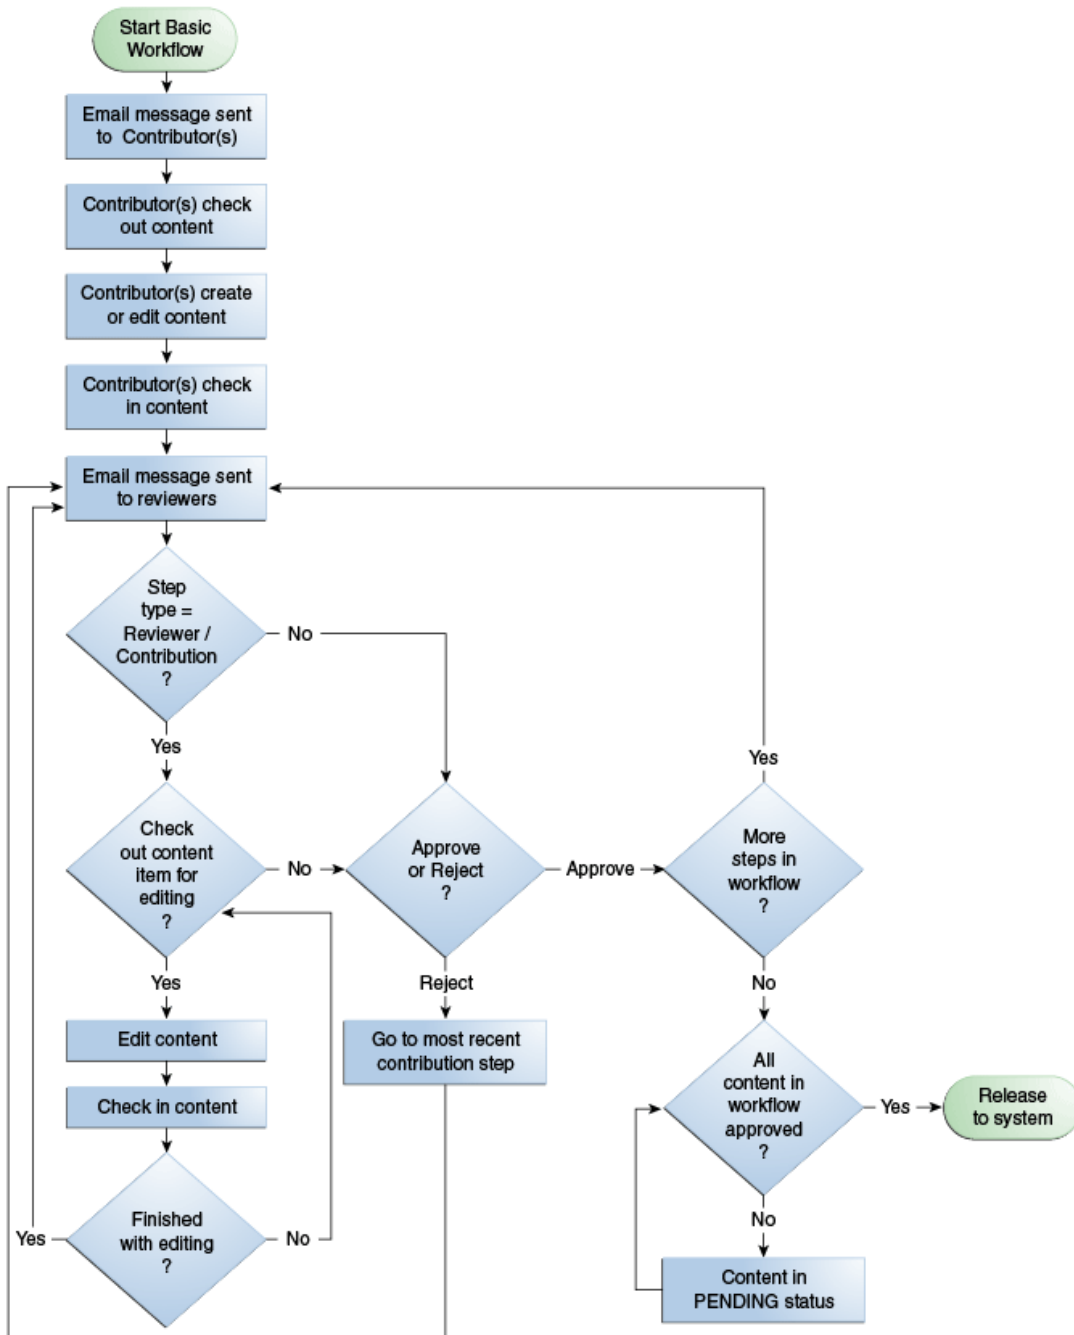 Start Basic
Workflow
Email message sent
to Contributor(s)
Contributor(s) check
out content
Contributor(s) create
or edit content
Contributor(s) check
in content
Email message sent
to reviewers
Step
type =
Reviewer /
Contribution
?
No
Yes
Yes
Check
out content
item for
editing
?
No
Approve
or Reject
?
Approve
More
steps in
workflow
?
Yes
Reject
No
Edit content
Go to most recent
contribution step
Check in content
All
content in
workflow
approved
?
Yes
Release
to system
No
Finished
with editing
?
Yes
No
Content in
PENDING status